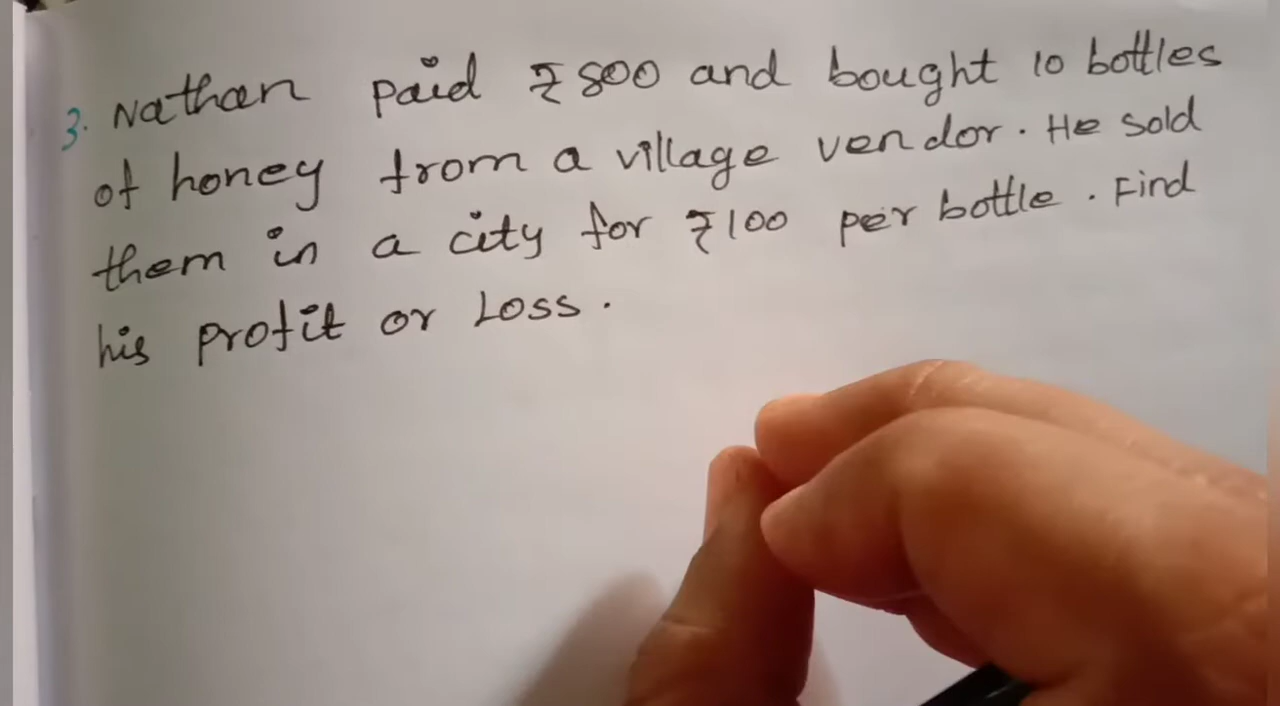 3. Nathan paid ₹800 and bought 10 bottles
of honey from a village vendor. He sold
them in a city for ₹100 per bottle. Find
his profit or Loss.